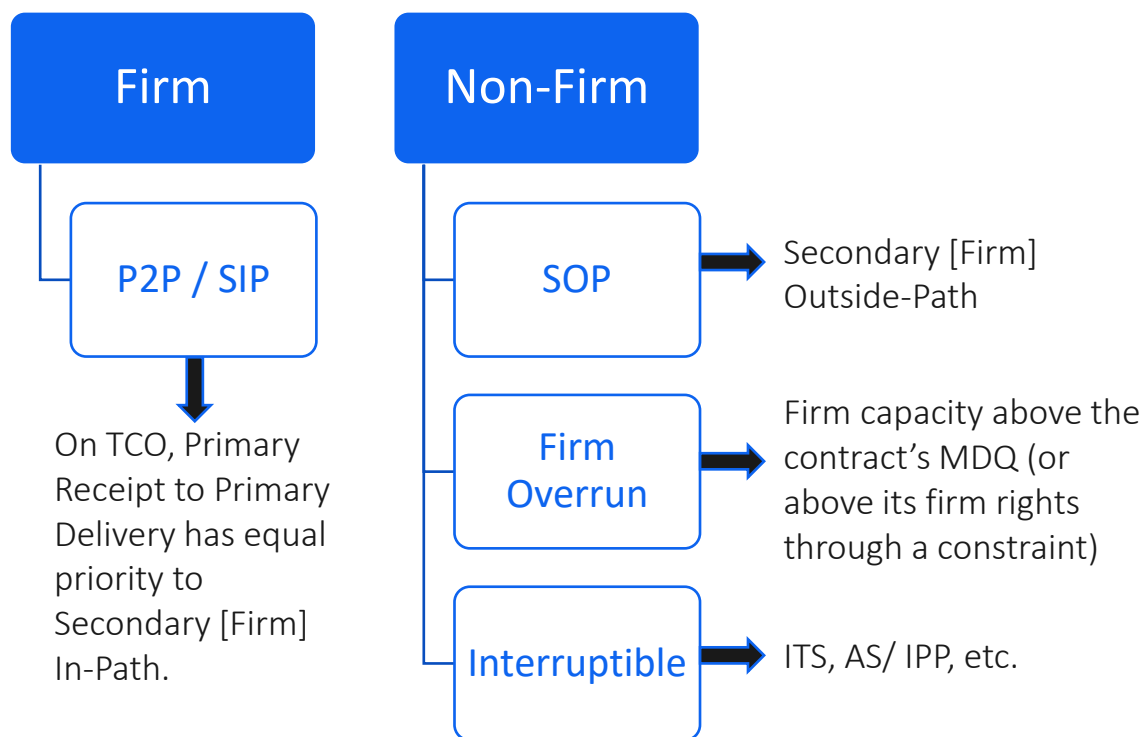 Firm
P2P / SIP
On TCO, Primary
Receipt to Primary
Delivery has equal
priority to
Secondary [Firm]
In-Path.
Non-Firm
SOP
Secondary [Firm]
Outside-Path
Firm
Overrun
Firm capacity above the
contract’s MDQ (or
above its firm rights
through a constraint)
Interruptible
ITS, AS/ IPP, etc.